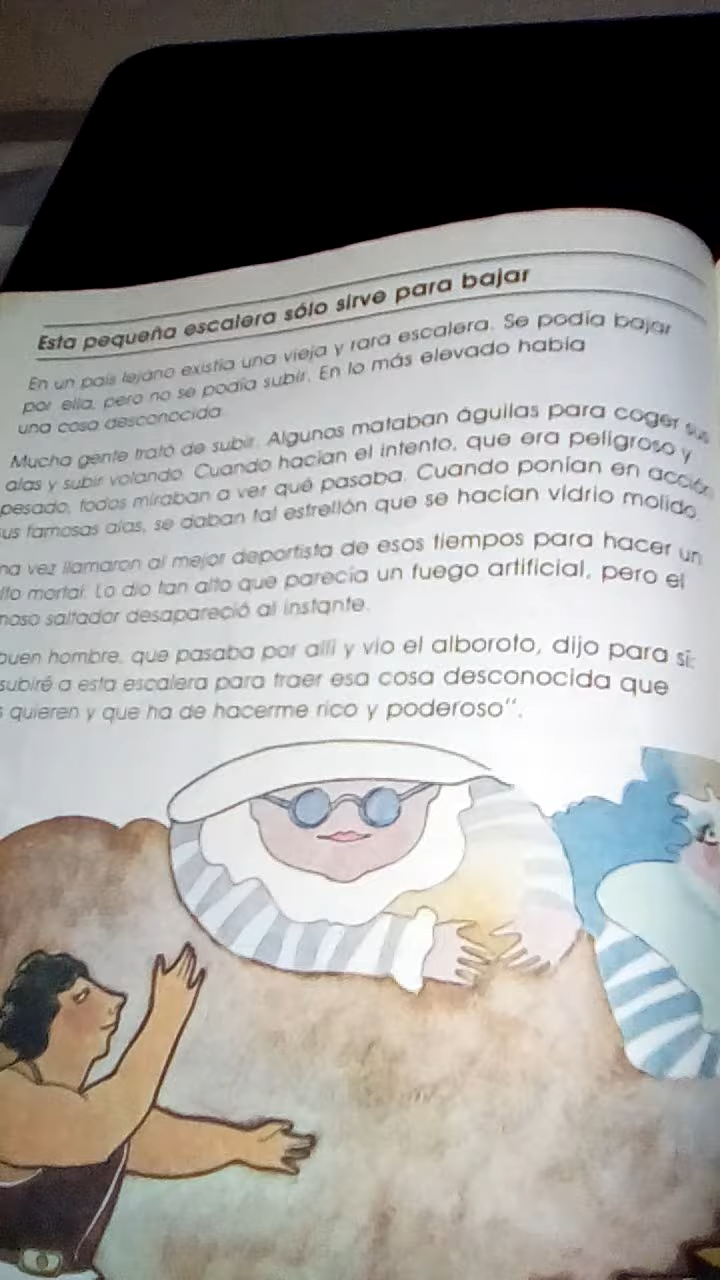 Esta pequeña escalera sólo sirve para bajar
En un país lejano existía una vieja y rara escalera. Se podía bajar
por ella, pero no se podía subir. En lo más elevado había
una cosa desconocida.
Mucha gente trató de subir. Algunos mataban águilas para coger sus
alas y subir volando. Cuando hacían el intento, que era peligroso y
pesado, todos miraban a ver qué pasaba. Cuando ponían en acción
sus famosas alas, se daban tal estrellón que se hacían vidrio molido.
na vez llamaron al mejor deportista de esos tiempos para hacer un
lto mortal. Lo dio tan alto que parecía un fuego artificial, pero el
moso saltador desapareció al instante.
buen hombre, que pasaba por allí y vio el alboroto, dijo para sí:
subiré a esta escalera para traer esa cosa desconocida que
s quieren y que ha de hacerme rico y poderoso”.